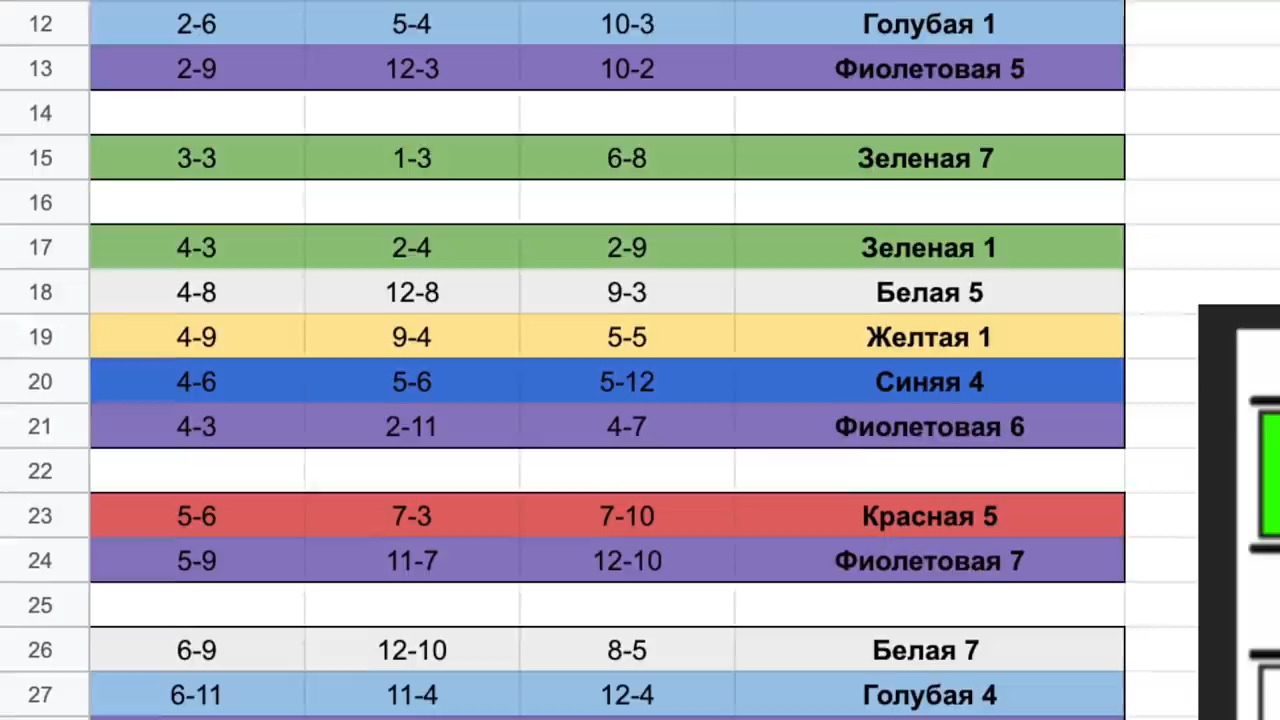 12 2-6 5-4 10-3 Голубая 1
13 2-9 12-3 10-2 Фиолетовая 5
14
15 3-3 1-3 6-8 Зеленая 7
16
17 4-3 2-4 2-9 Зеленая 1
18 4-8 12-8 9-3 Белая 5
19 4-9 9-4 5-5 Желтая 1
20 4-6 5-6 5-12 Синяя 4
21 4-3 2-11 4-7 Фиолетовая 6
22
23 5-6 7-3 7-10 Красная 5
24 5-9 11-7 12-10 Фиолетовая 7
25
26 6-9 12-10 8-5 Белая 7
27 6-11 11-4 12-4 Голубая 4